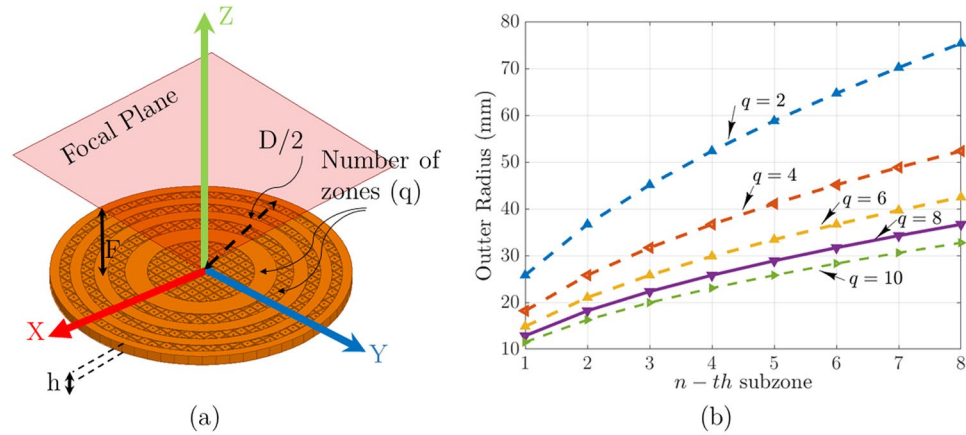 Z
Focal Plane
D/2
Number of
zones (q)
F
X
Y
h
(a)
80
70
60
50
40
30
20
10
Outter Radius (mm)
q = 2
q = 4
q = 6
q = 8
q = 10
1 2 3 4 5 6 7 8
n − th subzone
(b)